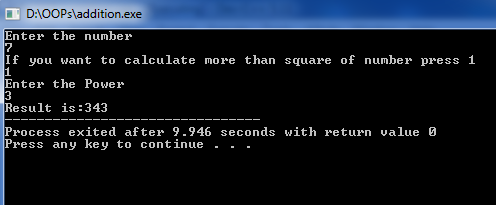 D:\OOPs\addition.exe
Enter the number
7
If you want to calculate more than square of number press 1
1
Enter the Power
3
Result is:343
--------------------------------
Process exited after 9.946 seconds with return value 0
Press any key to continue . . .